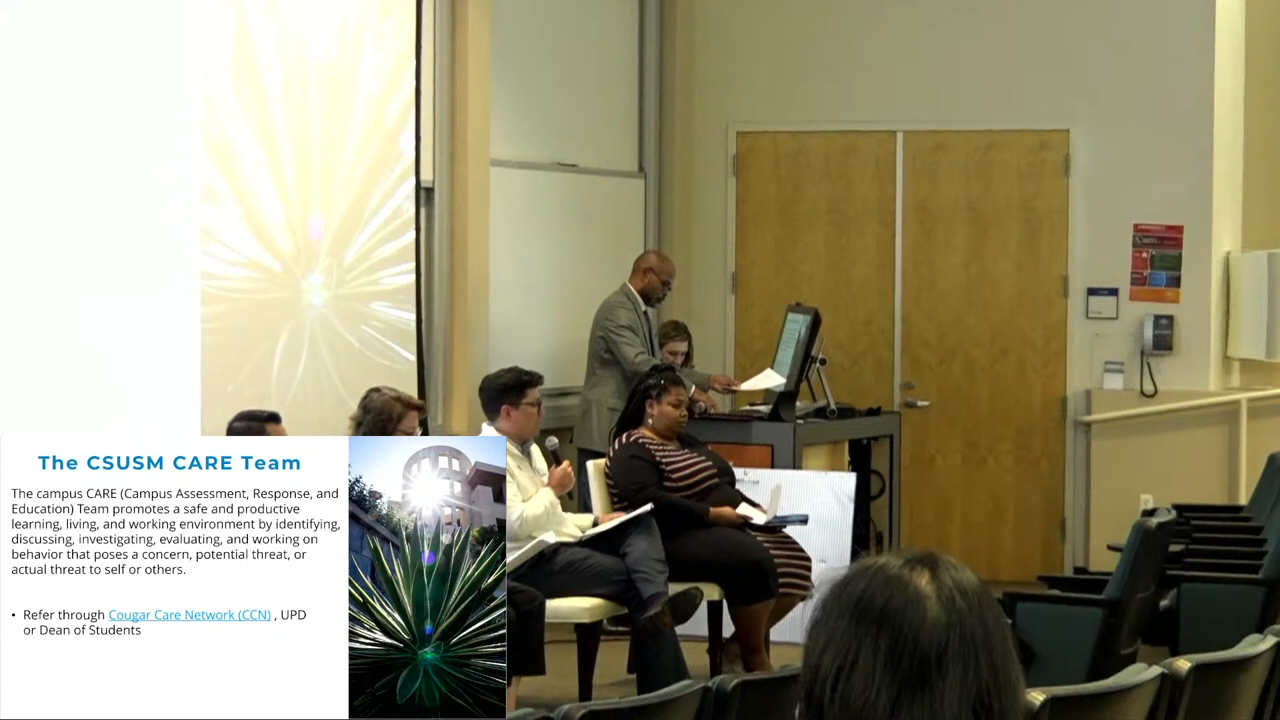 The CSUSM CARE Team
The campus CARE (Campus Assessment, Response, and
Education) Team promotes a safe and productive
learning, living, and working environment by identifying,
discussing, investigating, evaluating, and working on
behavior that poses a concern, potential threat, or
actual threat to self or others.
• Refer through Cougar Care Network (CCN) , UPD
or Dean of Students